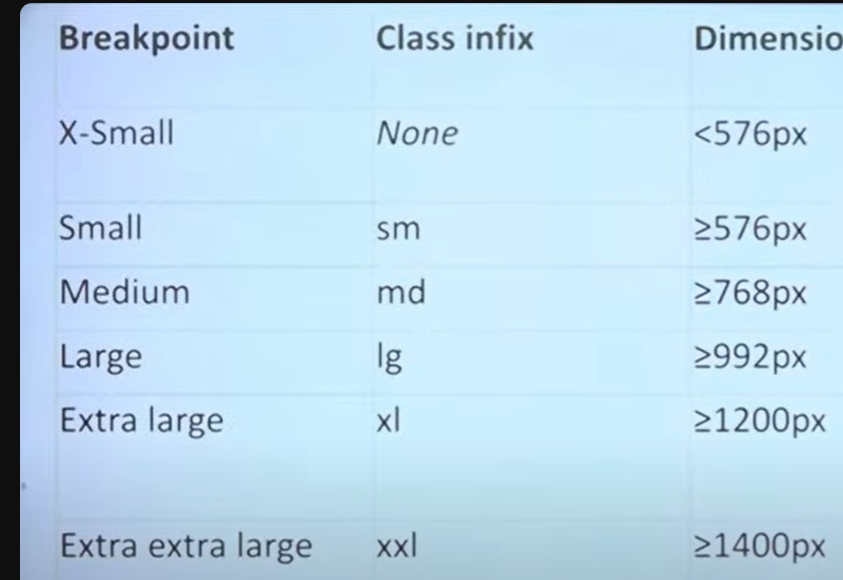 Breakpoint Class infix Dimensio
X-Small None <576px
Small sm ≥576px
Medium md ≥768px
Large lg ≥992px
Extra large xl ≥1200px
Extra extra large xxl ≥1400px